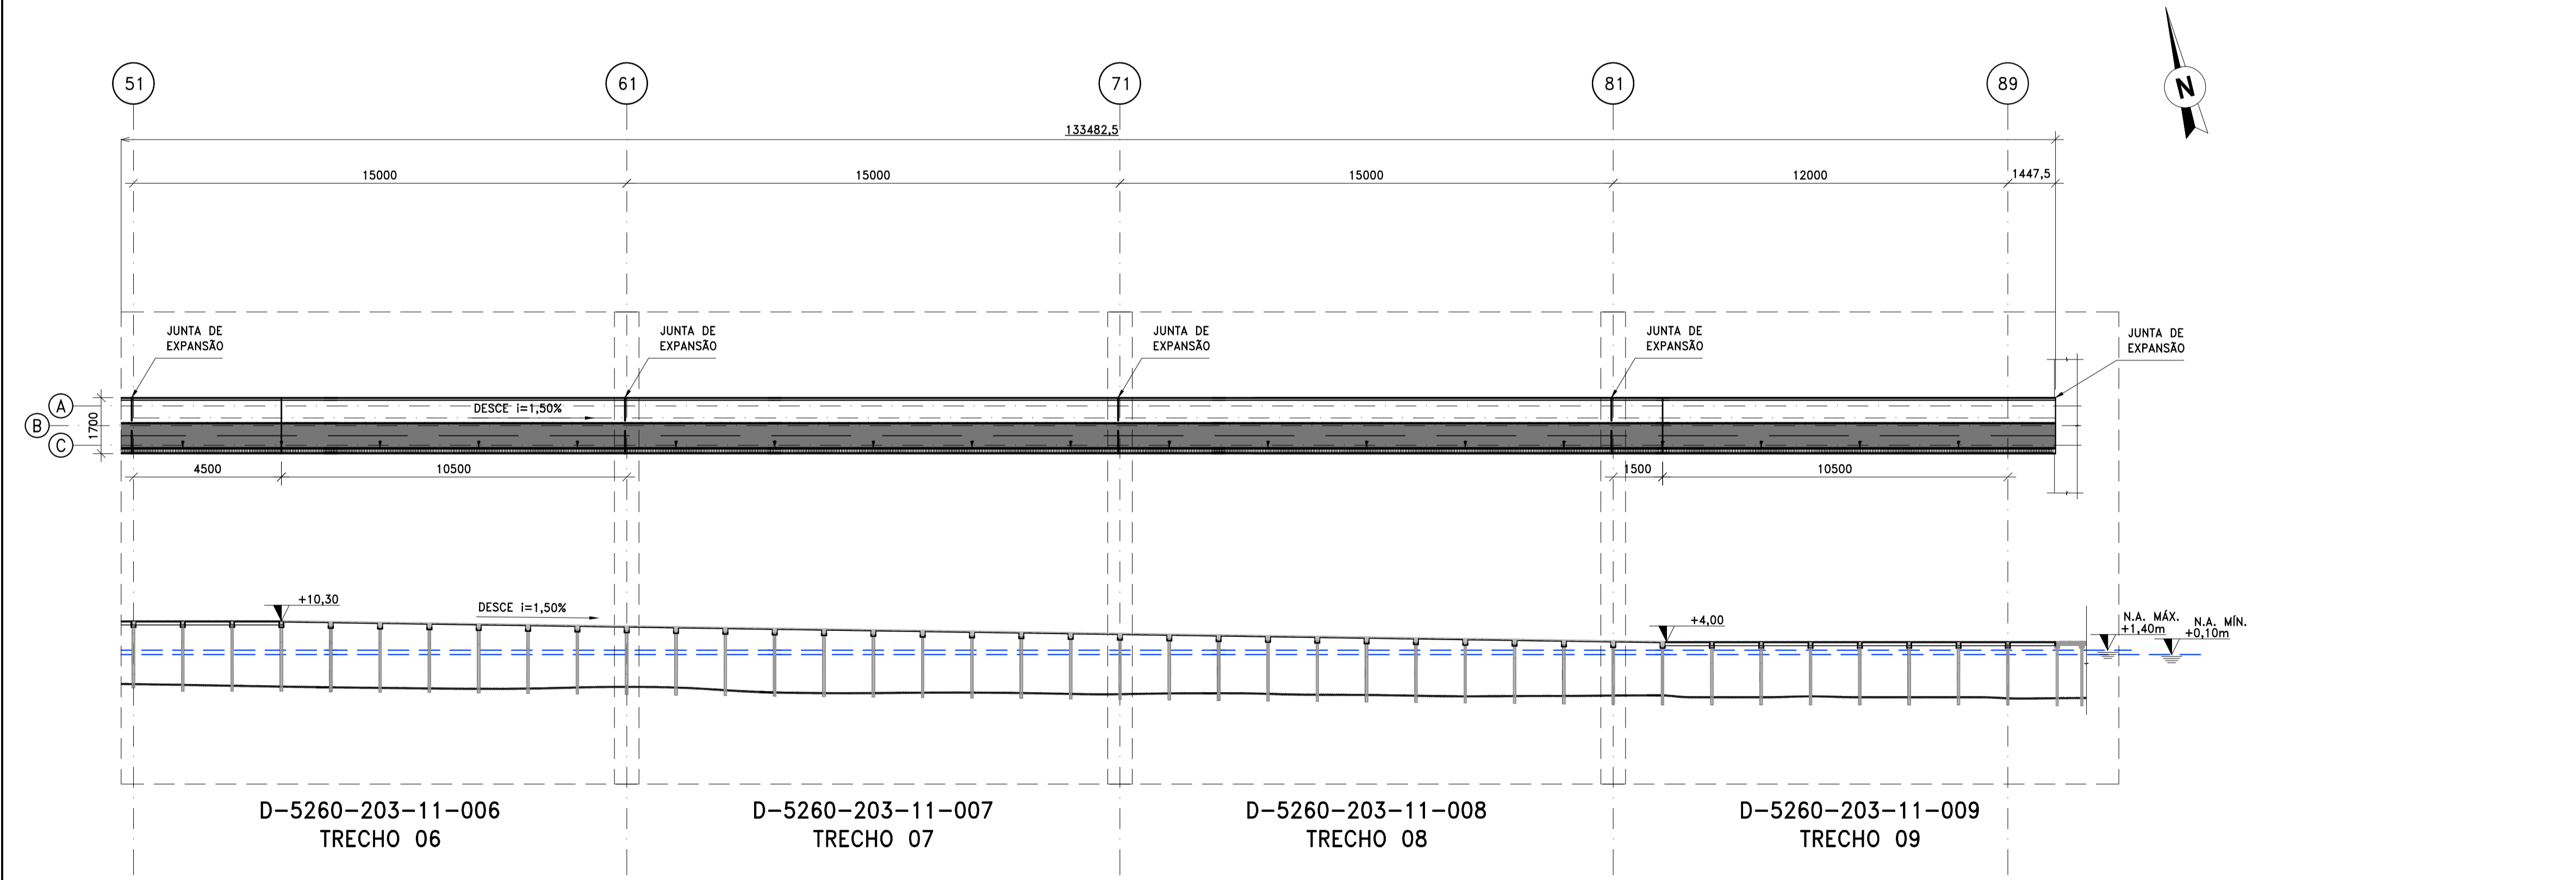 51
61
71
81
89
N
133482,5
15000
15000
15000
12000
1447,5
JUNTA DE
EXPANSÃO
JUNTA DE
EXPANSÃO
JUNTA DE
EXPANSÃO
JUNTA DE
EXPANSÃO
JUNTA DE
EXPANSÃO
A
B
C
1700
DESCE i=1,50%
4500
10500
1500
10500
+10,30
DESCE i=1,50%
+4,00
N.A. MÁX.
+1,40m
N.A. MÍN.
+0,10m
D-5260-203-11-006
TRECHO 06
D-5260-203-11-007
TRECHO 07
D-5260-203-11-008
TRECHO 08
D-5260-203-11-009
TRECHO 09